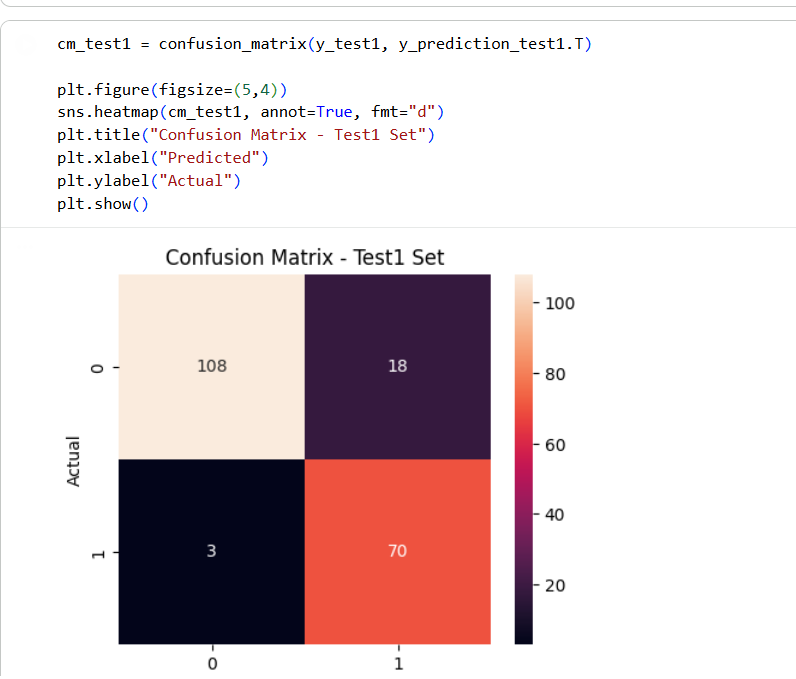 cm_test1 = confusion_matrix(y_test1, y_prediction_test1.T)
plt.figure(figsize=(5,4))
sns.heatmap(cm_test1, annot=True, fmt="d")
plt.title("Confusion Matrix - Test1 Set")
plt.xlabel("Predicted")
plt.ylabel("Actual")
plt.show()
Confusion Matrix - Test1 Set
100
0
108
18
80
60
Actual
40
1
3
70
20
0
1